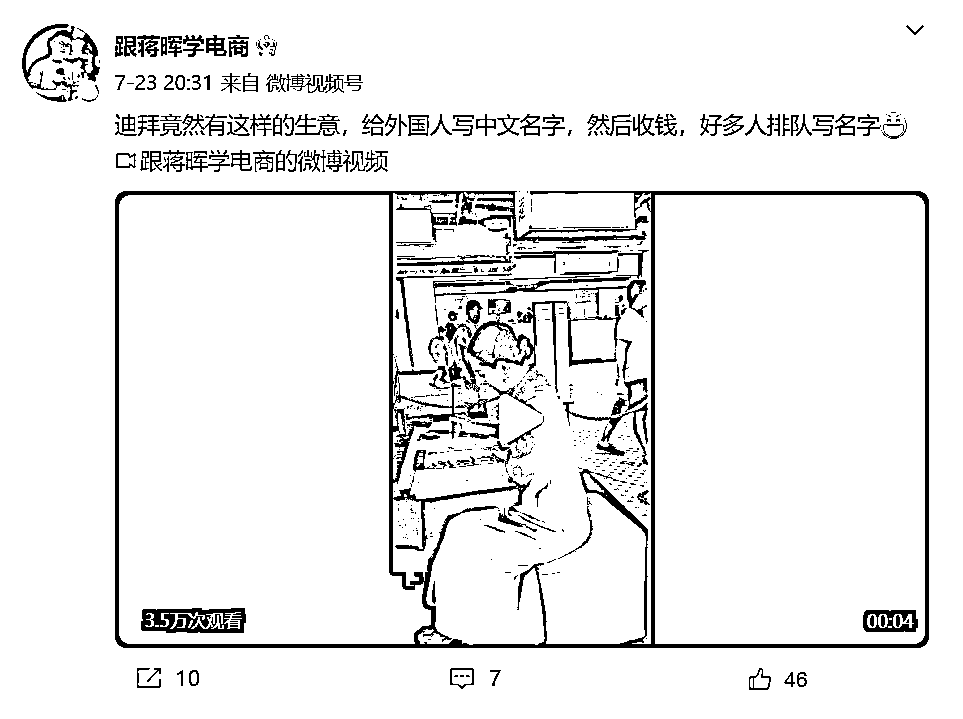 跟蒋晖学电商
7-23 20:31 来自 微博视频号
迪拜竟然有这样的生意，给外国人写中文名字，然后收钱，好多人排队写名字
跟蒋晖学电商的微博视频
3.5万次观看
00:04
10
7
46